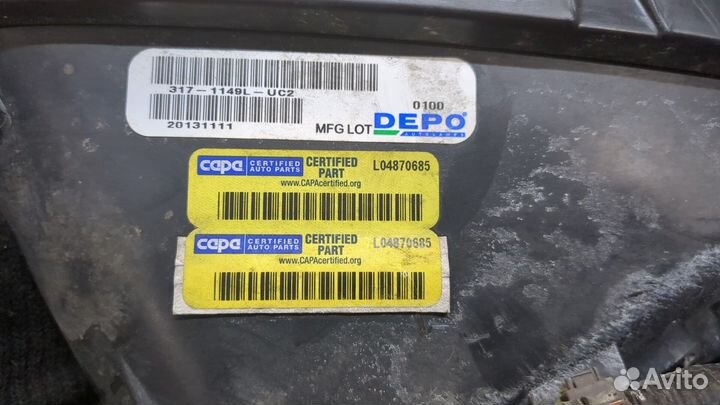 317-1149L-UC2
20131111
0100
MFG LOT DEPO
AUTOLAMPS
capa CERTIFIED AUTO PARTS
CERTIFIED PART
www.CAPAcertified.org
L04870685
capa CERTIFIED AUTO PARTS
CERTIFIED PART
www.CAPAcertified.org
L04870685
Avito